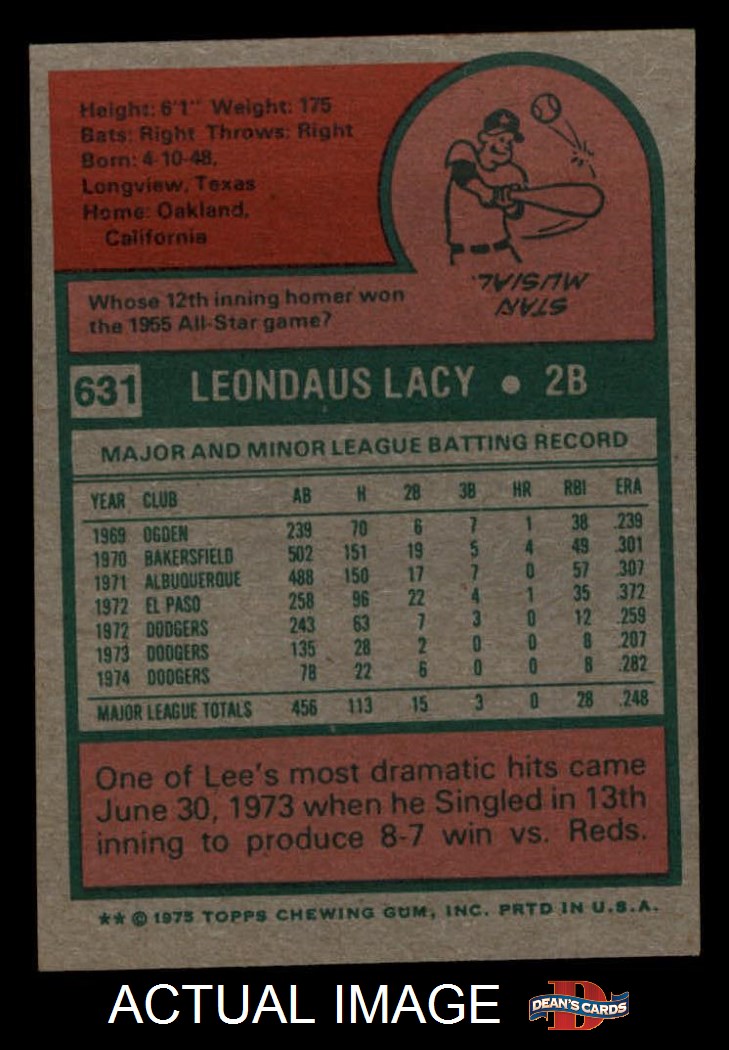 Height: 6'1" Weight: 175
Bats: Right Throws: Right
Born: 4-10-48,
Longview, Texas
Home: Oakland,
California
STAN
MUSIAL
Whose 12th inning homer won
the 1955 All-Star game?
631 LEONDAUS LACY • 2B
MAJOR AND MINOR LEAGUE BATTING RECORD
YEAR CLUB AB H 2B 3B HR RBI ERA
1969 OGDEN 239 70 6 7 1 38 .239
1970 BAKERSFIELD 502 151 19 5 4 49 .301
1971 ALBUQUERQUE 488 150 17 7 0 57 .307
1972 EL PASO 258 96 22 4 1 35 .372
1972 DODGERS 243 63 7 3 0 12 .259
1973 DODGERS 135 28 2 0 0 8 .207
1974 DODGERS 78 22 6 0 0 8 .282
MAJOR LEAGUE TOTALS 456 113 15 3 0 28 .248
One of Lee's most dramatic hits came
June 30, 1973 when he Singled in 13th
inning to produce 8-7 win vs. Reds.
** © 1975 TOPPS CHEWING GUM, INC. PRTD IN U.S.A.
ACTUAL IMAGE
D
DEAN'S CARDS